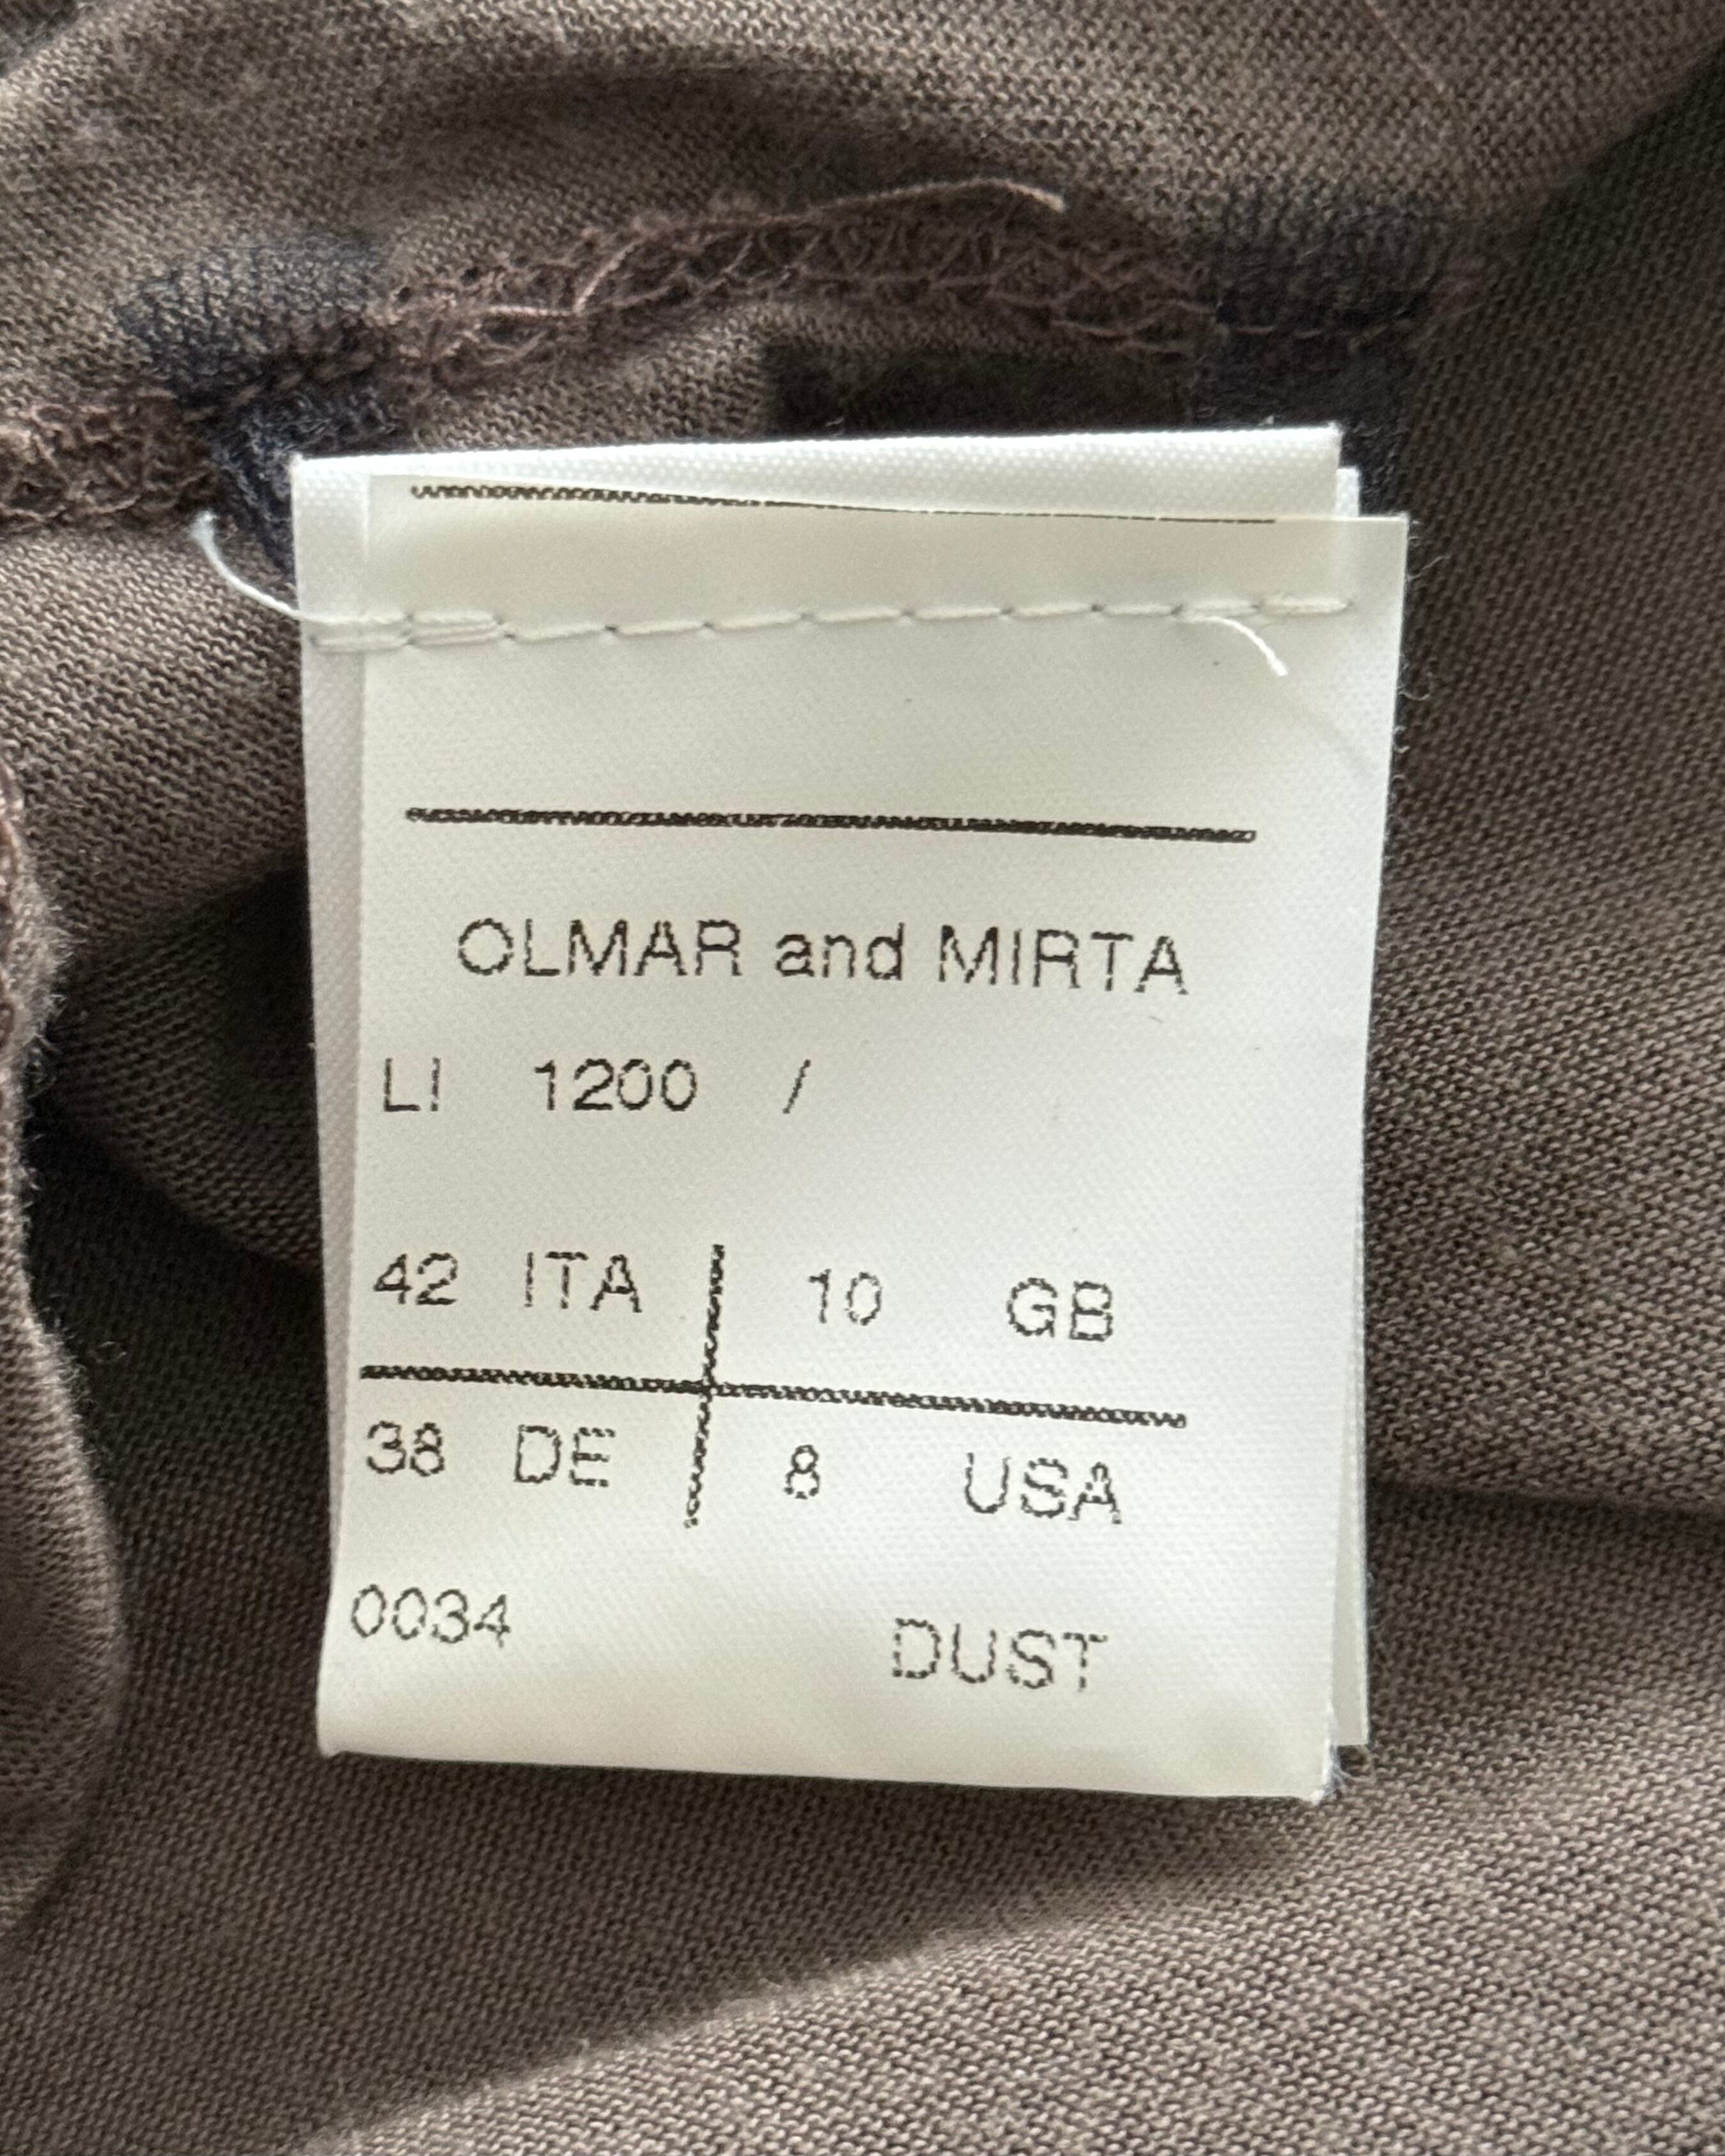 OLMAR and MIRTA
LI 1200 /
42 ITA 10 GB
38 DE 8 USA
0034 DUST